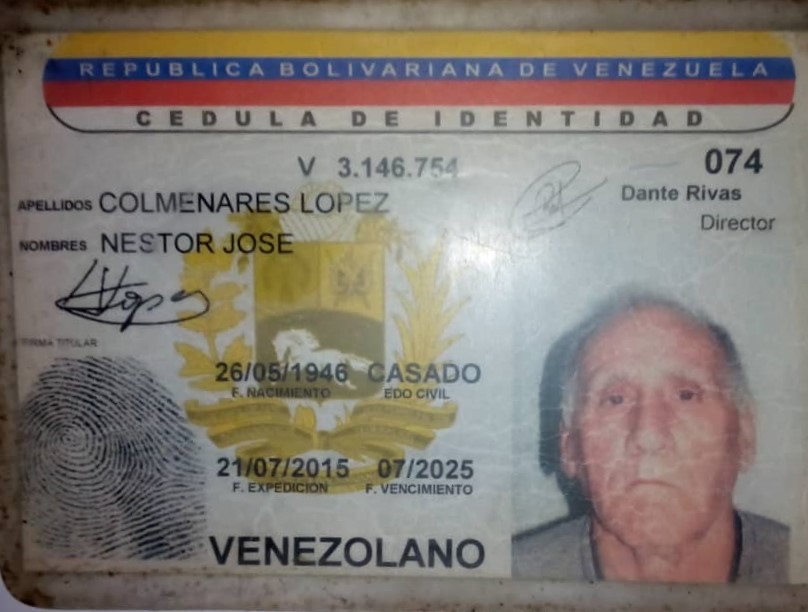 REPUBLICA BOLIVARIANA DE VENEZUELA
CEDULA DE IDENTIDAD
V 3.146.754
074
Dante Rivas
Director
APELLIDOS COLMENARES LOPEZ
NOMBRES NESTOR JOSE
FIRMA TITULAR
26/05/1946 CASADO
F. NACIMIENTO EDO CIVIL
21/07/2015 07/2025
F. EXPEDICION F. VENCIMIENTO
VENEZOLANO